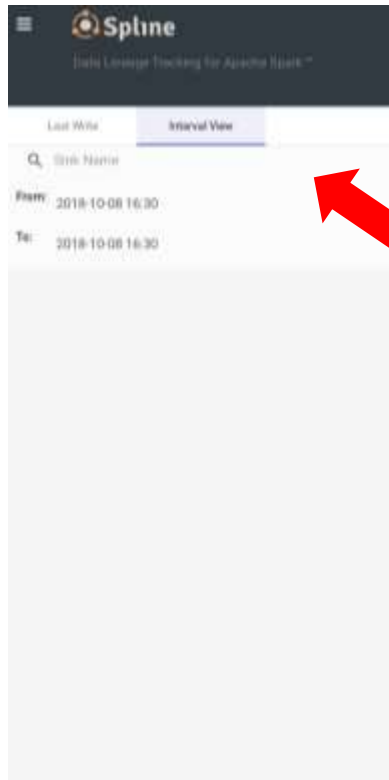 Spline
Data Lineage Tracking for Apache Spark™
Last Write Interval View
Sink Name
From: 2018-10-08 16:30
To: 2018-10-08 16:30